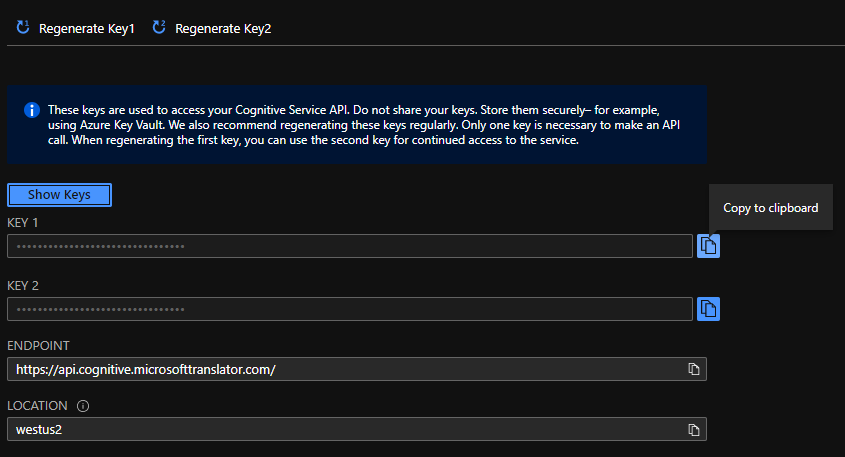 Regenerate Key1 Regenerate Key2
These keys are used to access your Cognitive Service API. Do not share your keys. Store them securely– for example,
using Azure Key Vault. We also recommend regenerating these keys regularly. Only one key is necessary to make an API
call. When regenerating the first key, you can use the second key for continued access to the service.
Show Keys
Copy to clipboard
KEY 1
••••••••••••••••••••••••••••••••
KEY 2
••••••••••••••••••••••••••••••••
ENDPOINT
https://api.cognitive.microsofttranslator.com/
LOCATION
westus2